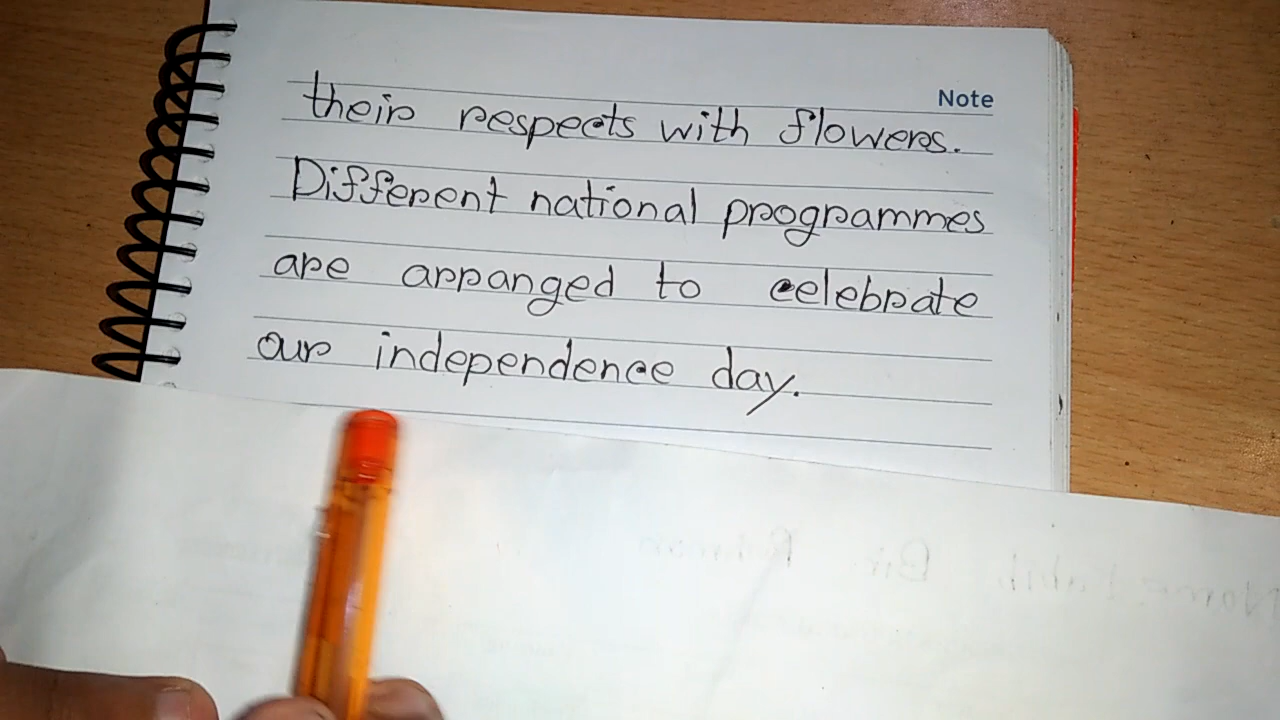 Note
their respects with flowers.
Different national programmes
are arranged to celebrate
our independence day.